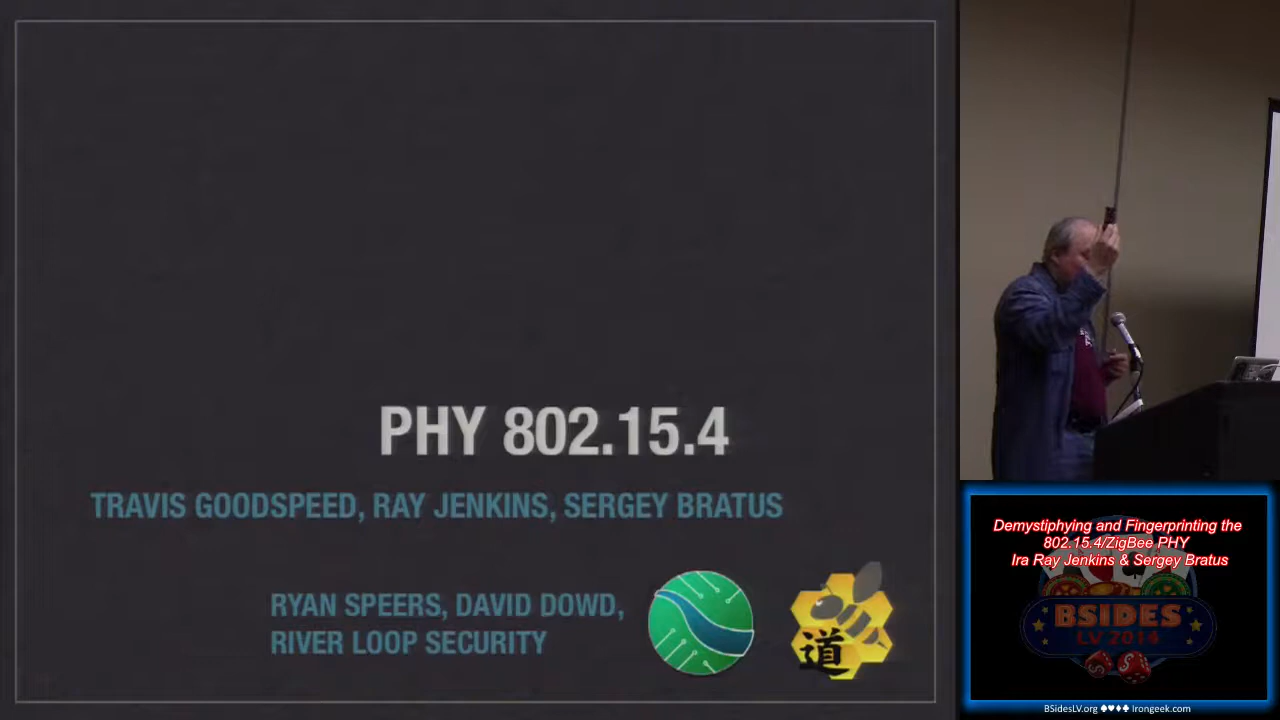 PHY 802.15.4
TRAVIS GOODSPEED, RAY JENKINS, SERGEY BRATUS
RYAN SPEERS, DAVID DOWD,
RIVER LOOP SECURITY
道
Demystiphying and Fingerprinting the
802.15.4/ZigBee PHY
Ira Ray Jenkins & Sergey Bratus
BSIDES
LV 2014
BSidesLV.org ♠♥♦♣ Irongeek.com